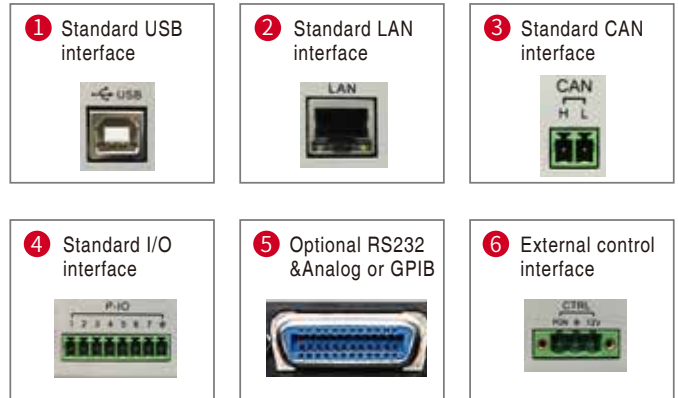 1 Standard USB
interface
USB
2 Standard LAN
interface
LAN
3 Standard CAN
interface
CAN
H L
4 Standard I/O
interface
P-IO
1 2 3 4 5 6 7 8
5 Optional RS232
&Analog or GPIB
6 External control
interface
CTRL
12V